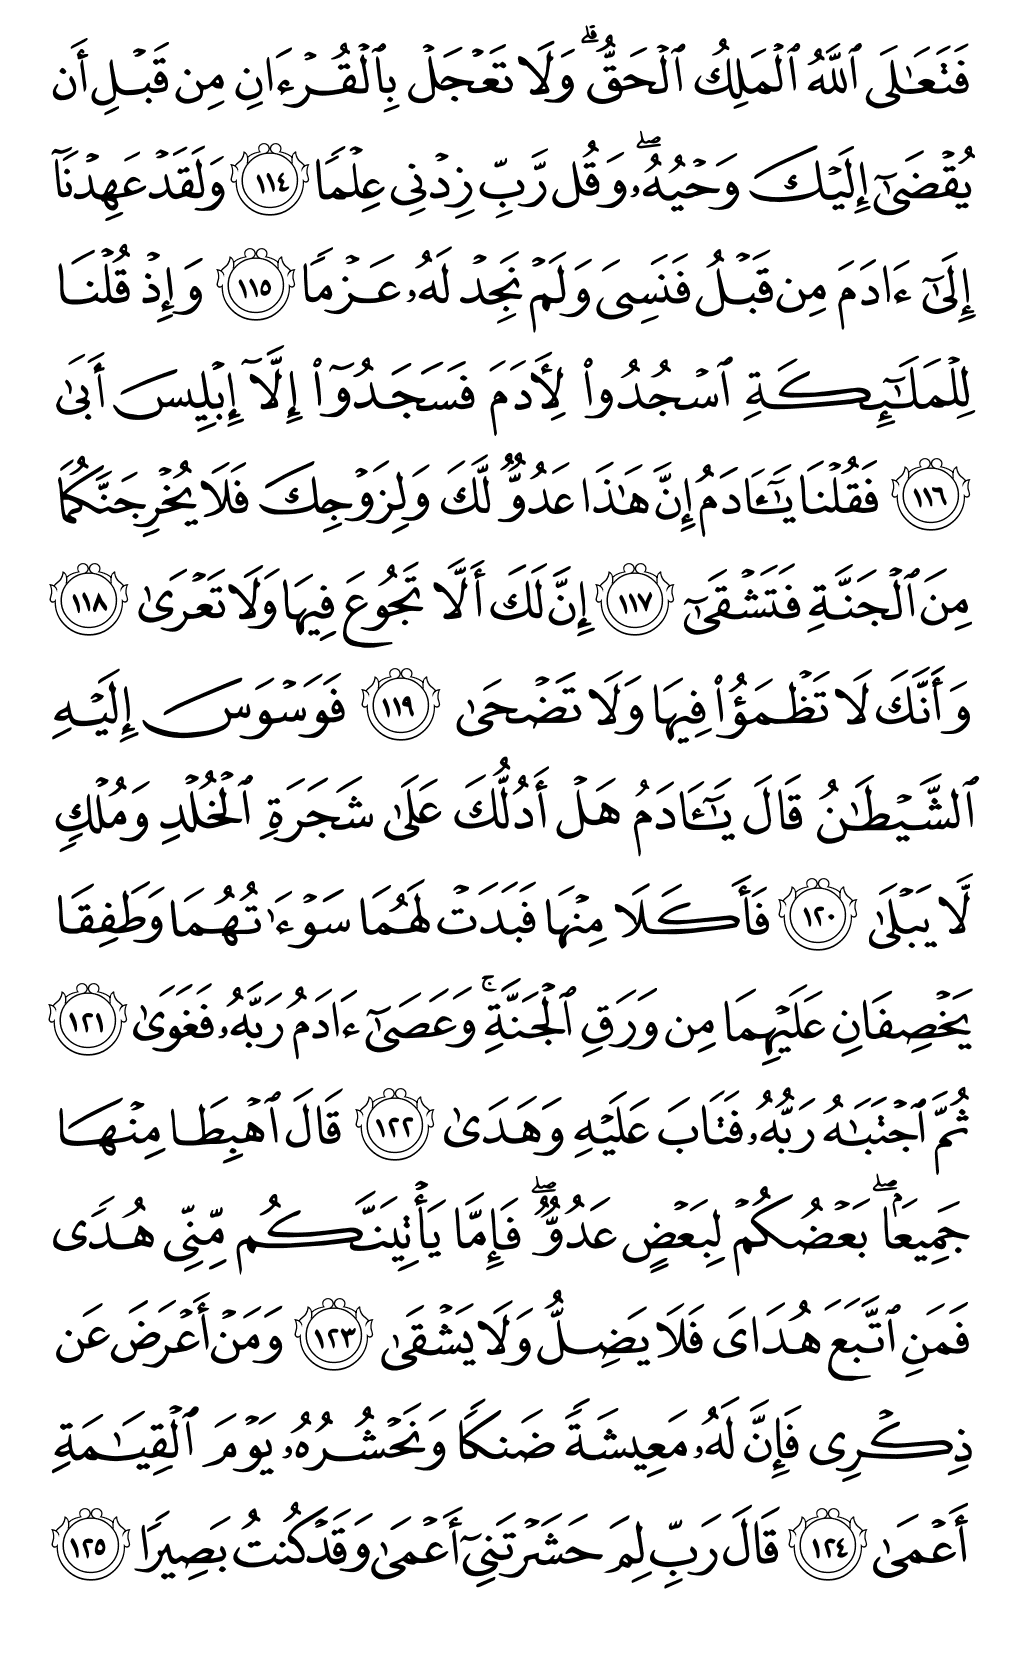 فَتَعَـٰلَى ٱللَّهُ ٱلْمَلِكُ ٱلْحَقُّ ۗ وَلَا تَعْجَلْ بِٱلْقُرْءَانِ مِن قَبْلِ أَن
يُقْضَىٰٓ إِلَيْكَ وَحْيُهُۥ ۖ وَقُل رَّبِّ زِدْنِى عِلْمًا ١١٤ وَلَقَدْ عَهِدْنَآ
إِلَىٰٓ ءَادَمَ مِن قَبْلُ فَنَسِىَ وَلَمْ نَجِدْ لَهُۥ عَزْمًا ١١٥ وَإِذْ قُلْنَا
لِلْمَلَـٰٓئِكَةِ ٱسْجُدُوا۟ لِـَٔادَمَ فَسَجَدُوٓا۟ إِلَّآ إِبْلِيسَ أَبَىٰ
١١٦ فَقُلْنَا يَـٰٓـَٔادَمُ إِنَّ هَـٰذَا عَدُوٌّ لَّكَ وَلِزَوْجِكَ فَلَا يُخْرِجَنَّكُمَا
مِنَ ٱلْجَنَّةِ فَتَشْقَىٰٓ ١١٧ إِنَّ لَكَ أَلَّا تَجُوعَ فِيهَا وَلَا تَعْرَىٰ ١١٨
وَأَنَّكَ لَا تَظْمَؤُا۟ فِيهَا وَلَا تَضْحَىٰ ١١٩ فَوَسْوَسَ إِلَيْهِ
ٱلشَّيْطَـٰنُ قَالَ يَـٰٓـَٔادَمُ هَلْ أَدُلُّكَ عَلَىٰ شَجَرَةِ ٱلْخُلْدِ وَمُلْكٍ
لَّا يَبْلَىٰ ١٢٠ فَأَكَلَا مِنْهَا فَبَدَتْ لَهُمَا سَوْءَٰتُهُمَا وَطَفِقَا
يَخْصِفَانِ عَلَيْهِمَا مِن وَرَقِ ٱلْجَنَّةِ ۚ وَعَصَىٰٓ ءَادَمُ رَبَّهُۥ فَغَوَىٰ ١٢١
ثُمَّ ٱجْتَبَـٰهُ رَبُّهُۥ فَتَابَ عَلَيْهِ وَهَدَىٰ ١٢٢ قَالَ ٱهْبِطَا مِنْهَا
جَمِيعًۢا ۖ بَعْضُكُمْ لِبَعْضٍ عَدُوٌّ ۖ فَإِمَّا يَأْتِيَنَّكُم مِّنِّى هُدًى
فَمَنِ ٱتَّبَعَ هُدَاىَ فَلَا يَضِلُّ وَلَا يَشْقَىٰ ١٢٣ وَمَنْ أَعْرَضَ عَن
ذِكْرِى فَإِنَّ لَهُۥ مَعِيشَةً ضَنكًا وَنَحْشُرُهُۥ يَوْمَ ٱلْقِيَـٰمَةِ
أَعْمَىٰ ١٢٤ قَالَ رَبِّ لِمَ حَشَرْتَنِىٓ أَعْمَىٰ وَقَدْ كُنتُ بَصِيرًا ١٢٥